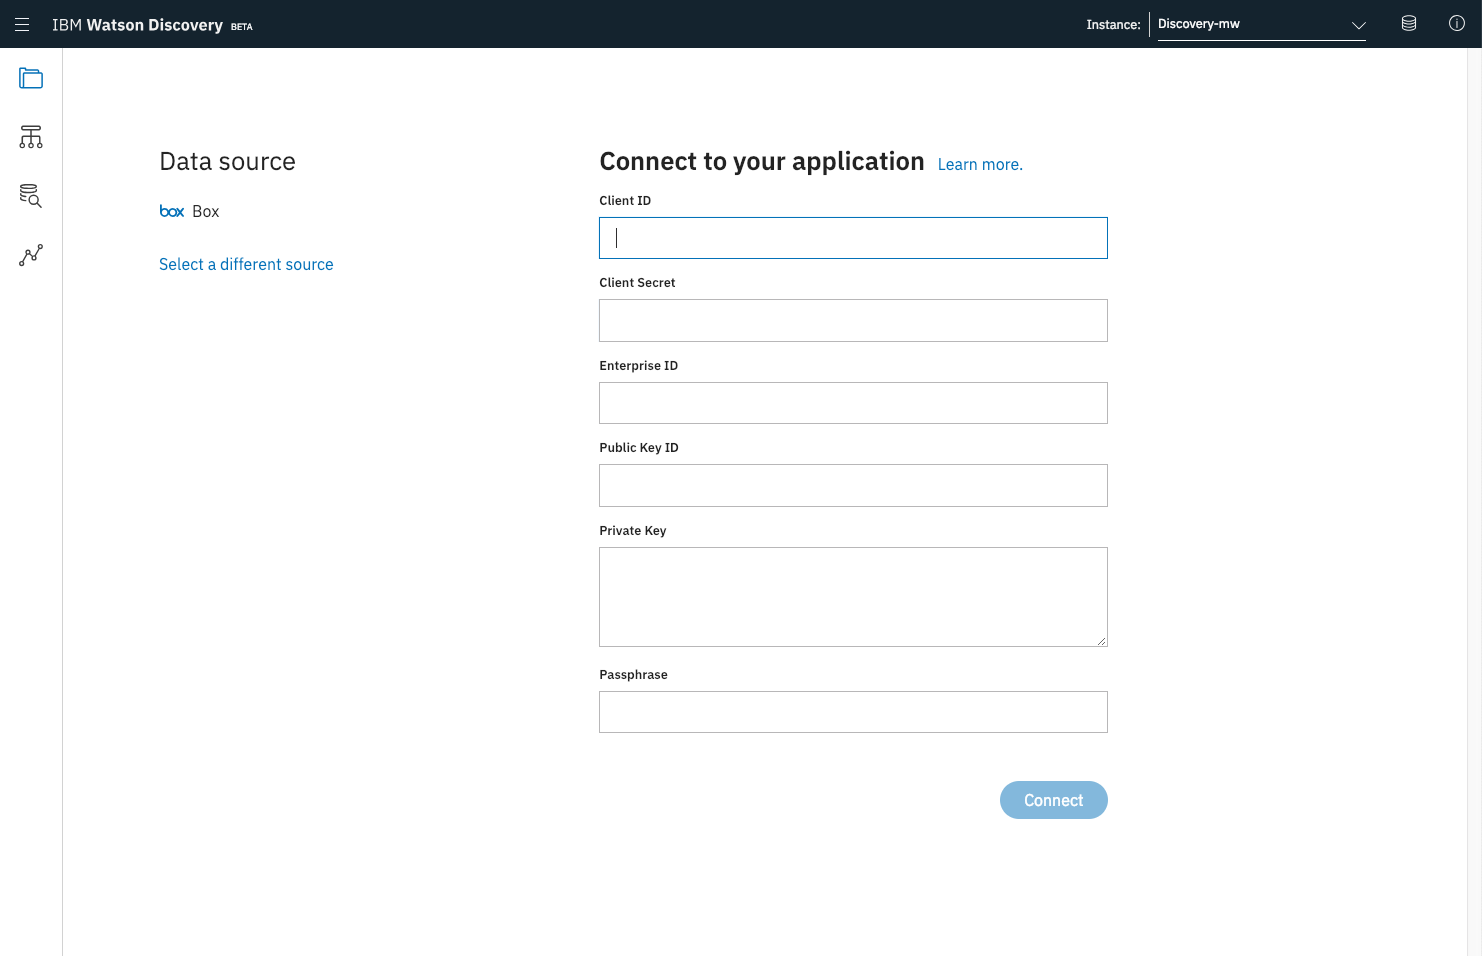 IBM Watson Discovery BETA
Instance: Discovery-mw
Data source
box Box
Select a different source
Connect to your application Learn more.
Client ID
Client Secret
Enterprise ID
Public Key ID
Private Key
Passphrase
Connect